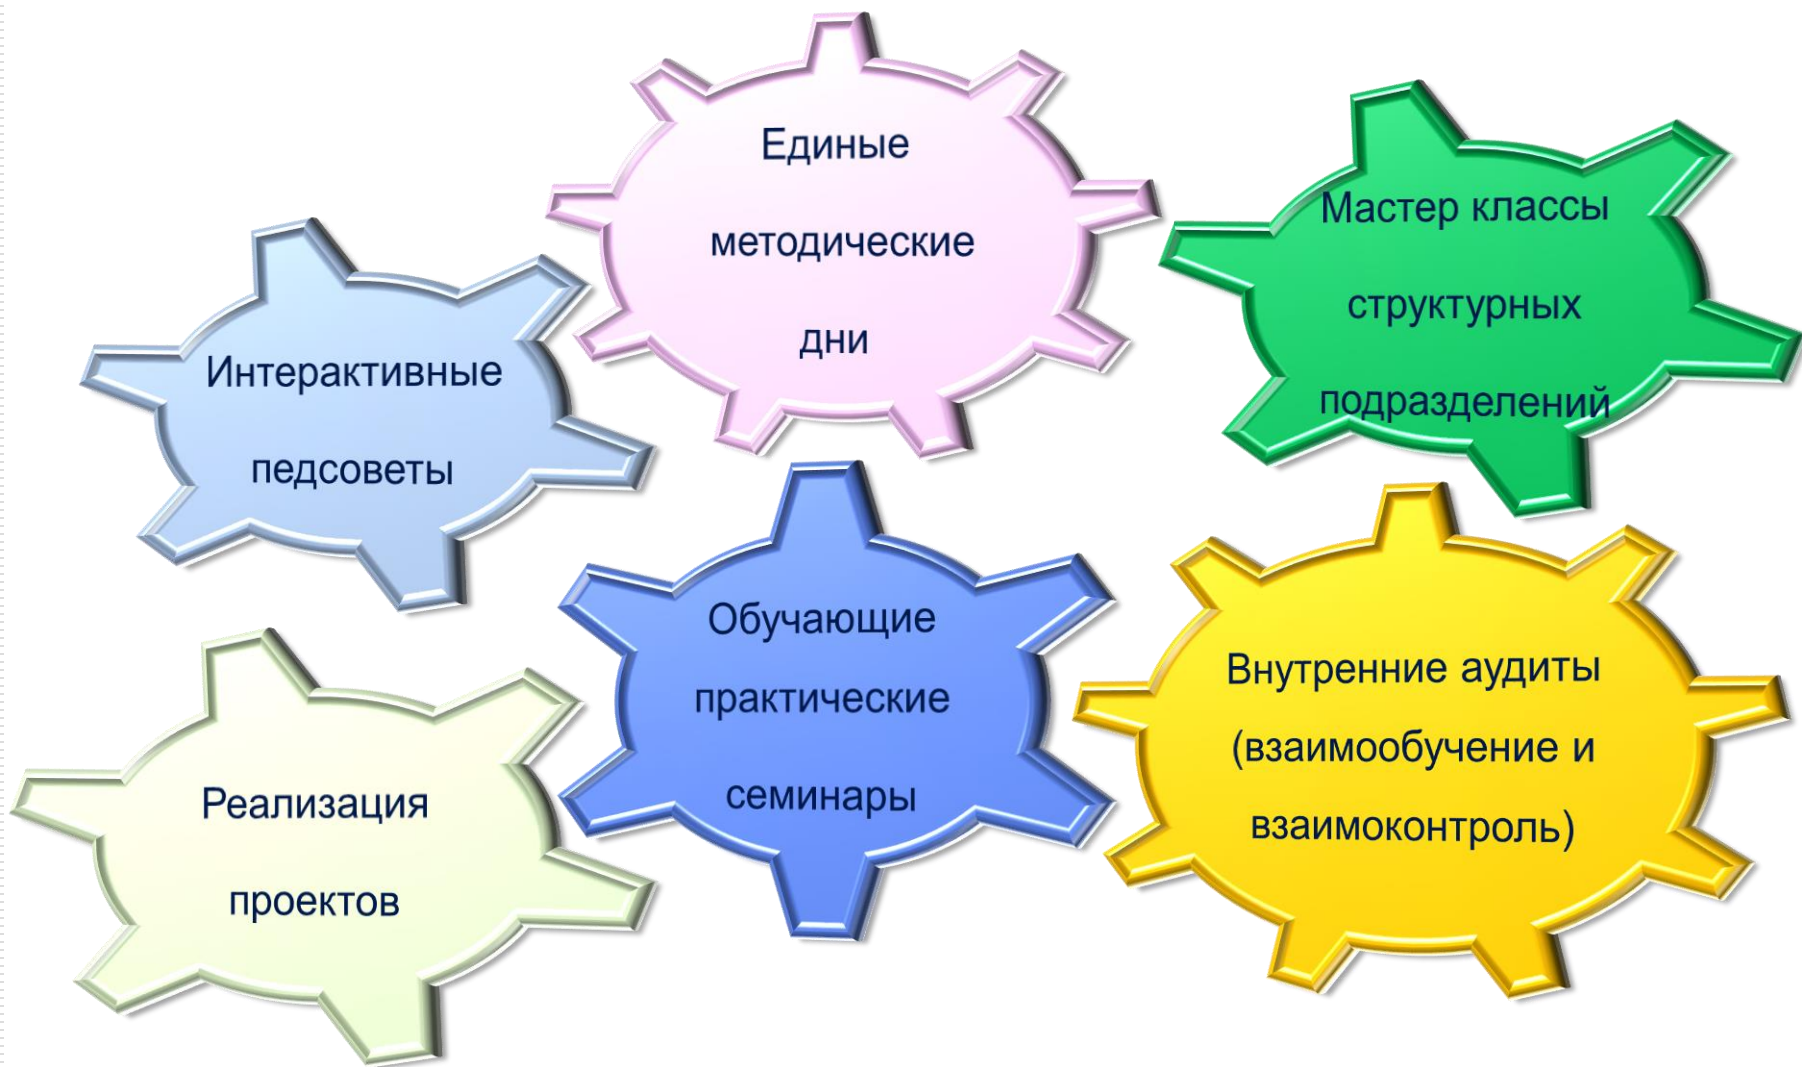 Единые
методические
дни
Мастер классы
структурных
подразделений
Интерактивные
педсоветы
Обучающие
практические
семинары
Внутренние аудиты
(взаимообучение и
взаимоконтроль)
Реализация
проектов